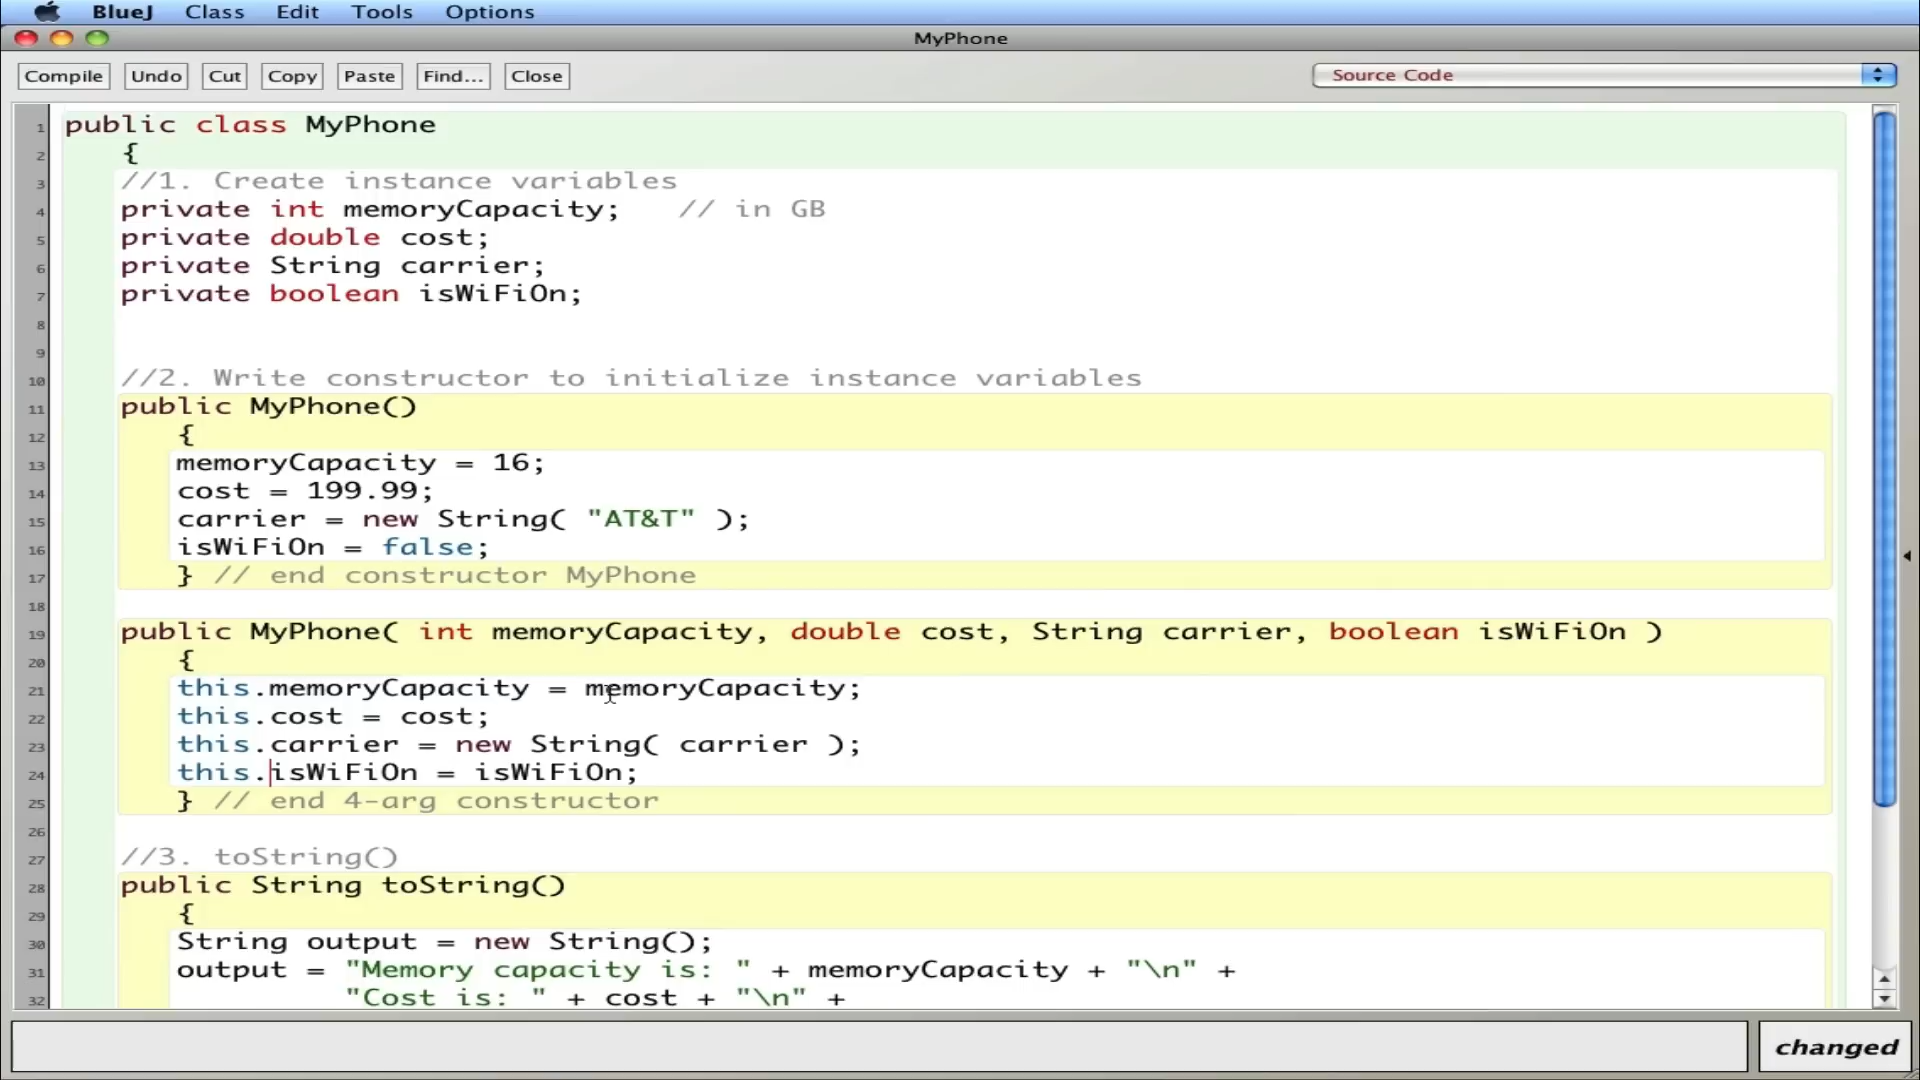 BlueJ Class Edit Tools Options
MyPhone
Compile Undo Cut Copy Paste Find... Close Source Code
1 public class MyPhone
2 {
3 //1. Create instance variables
4 private int memoryCapacity; // in GB
5 private double cost;
6 private String carrier;
7 private boolean isWiFiOn;
8
9
10 //2. Write constructor to initialize instance variables
11 public MyPhone()
12 {
13 memoryCapacity = 16;
14 cost = 199.99;
15 carrier = new String( "AT&T" );
16 isWiFiOn = false;
17 } // end constructor MyPhone
18
19 public MyPhone( int memoryCapacity, double cost, String carrier, boolean isWiFiOn )
20 {
21 this.memoryCapacity = memoryCapacity;
22 this.cost = cost;
23 this.carrier = new String( carrier );
24 this.isWiFiOn = isWiFiOn;
25 } // end 4-arg constructor
26
27 //3. toString()
28 public String toString()
29 {
30 String output = new String();
31 output = "Memory capacity is: " + memoryCapacity + "\n" +
32 "Cost is: " + cost + "\n" +
changed